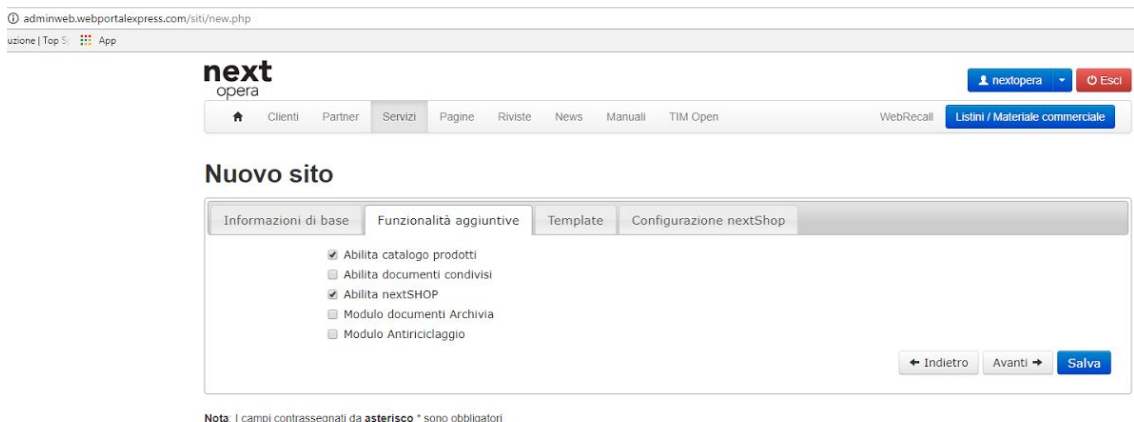 adminweb.webportalexpress.com/siti/new.php
uzione | Top S App
next
opera
nextopera Esci
Clienti Partner Servizi Pagine Riviste News Manuali TIM Open WebRecall Listini / Materiale commerciale
Nuovo sito
Informazioni di base Funzionalità aggiuntive Template Configurazione nextShop
Abilita catalogo prodotti
Abilita documenti condivisi
Abilita nextSHOP
Modulo documenti Archivia
Modulo Antiriciclaggio
Indietro Avanti Salva
Nota: I campi contrassegnati da asterisco * sono obbligatori